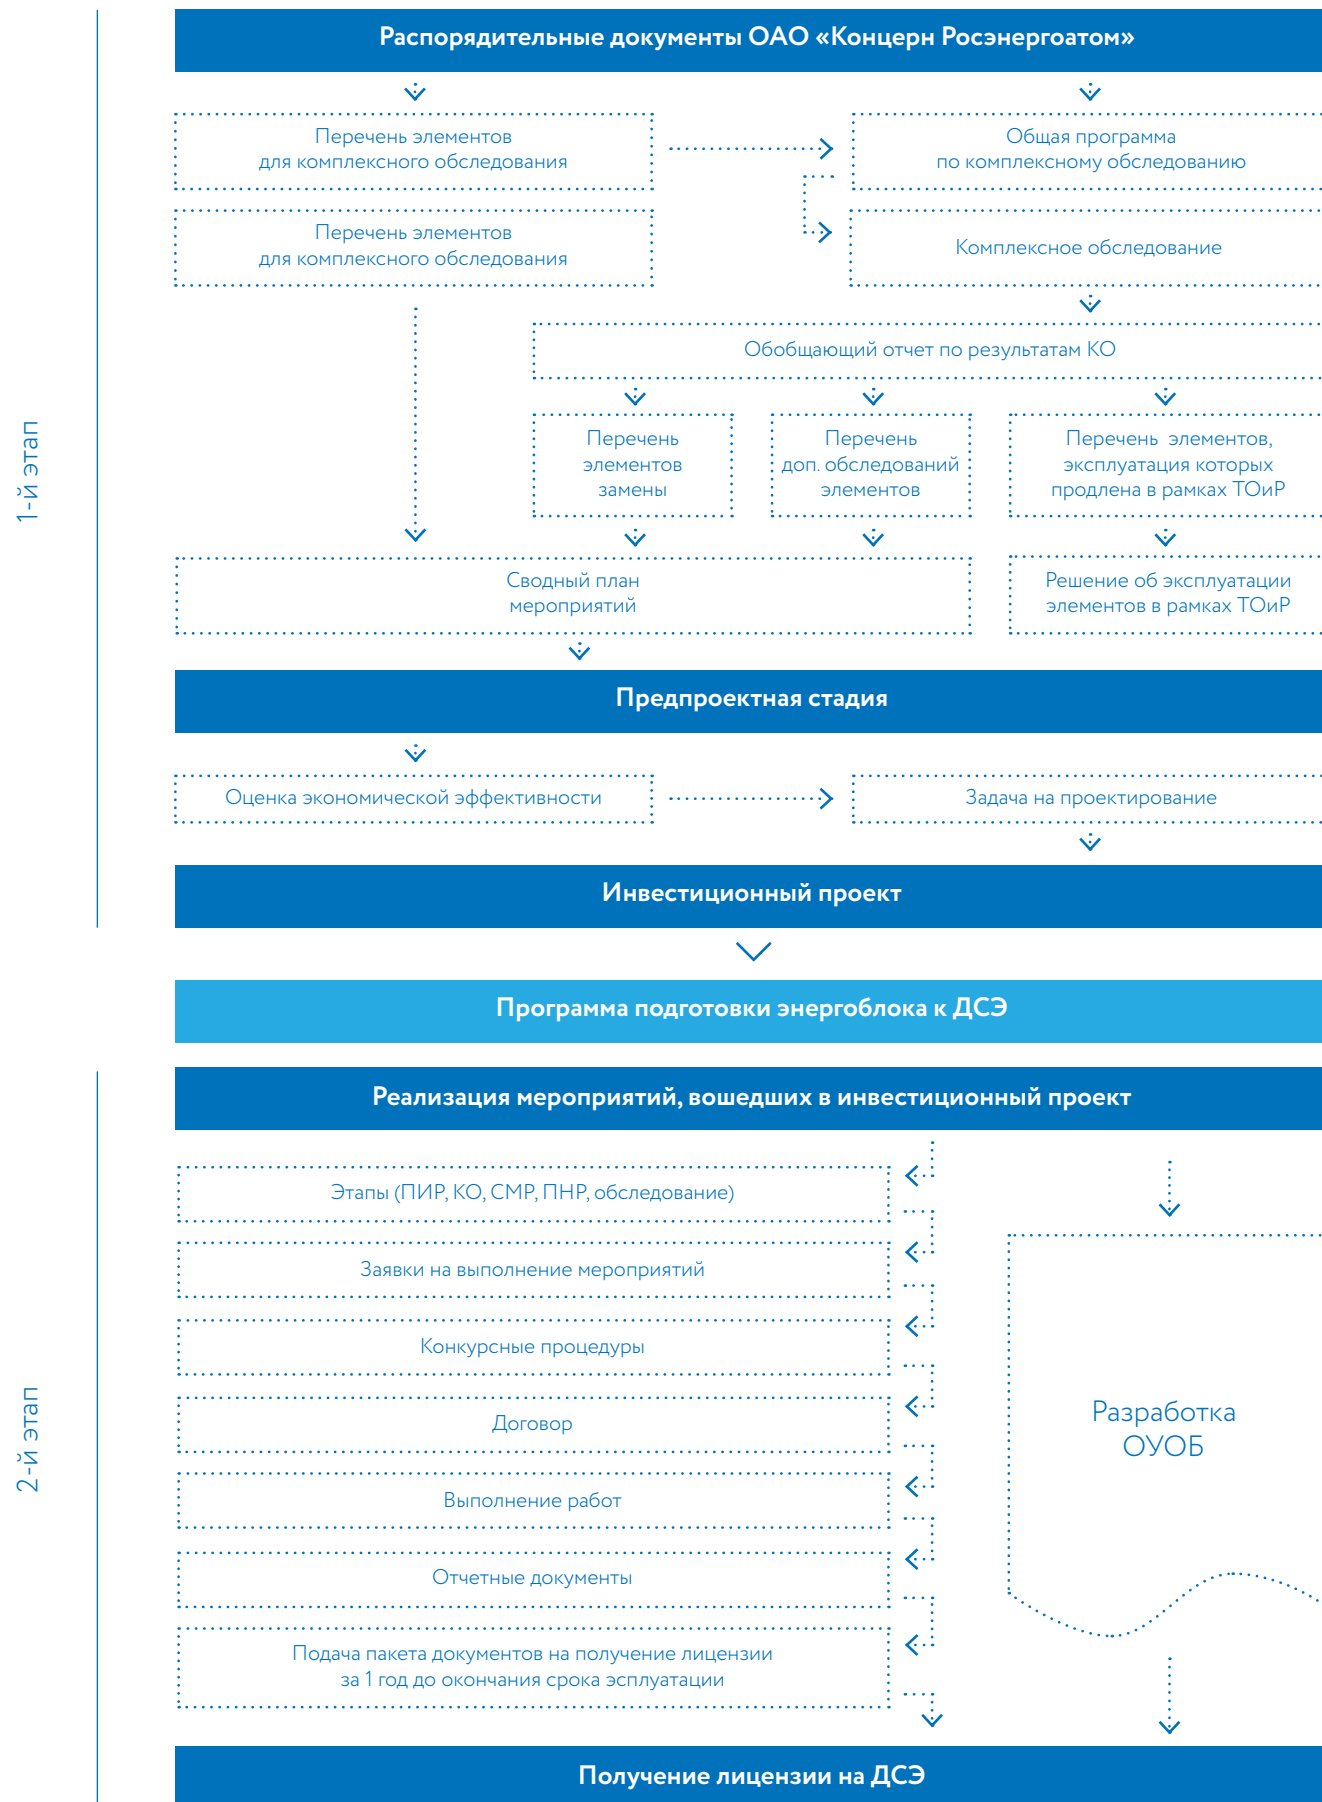 Распорядительные документы ОАО «Концерн Росэнергоатом»
1-й этап
Перечень элементов
для комплексного обследования
Общая программа
по комплексному обследованию
Перечень элементов
для комплексного обследования
Комплексное обследование
Обобщающий отчет по результатам КО
Перечень
элементов
замены
Перечень
доп. обследований
элементов
Перечень элементов,
эксплуатация которых
продлена в рамках ТОиР
Сводный план
мероприятий
Решение об эксплуатации
элементов в рамках ТОиР
Предпроектная стадия
Оценка экономической эффективности
Задача на проектирование
Инвестиционный проект
Программа подготовки энергоблока к ДСЭ
2-й этап
Реализация мероприятий, вошедших в инвестиционный проект
Этапы (ПИР, КО, СМР, ПНР, обследование)
Заявки на выполнение мероприятий
Конкурсные процедуры
Договор
Выполнение работ
Отчетные документы
Подача пакета документов на получение лицензии
за 1 год до окончания срока эсплуатации
Разработка
ОУОБ
Получение лицензии на ДСЭ